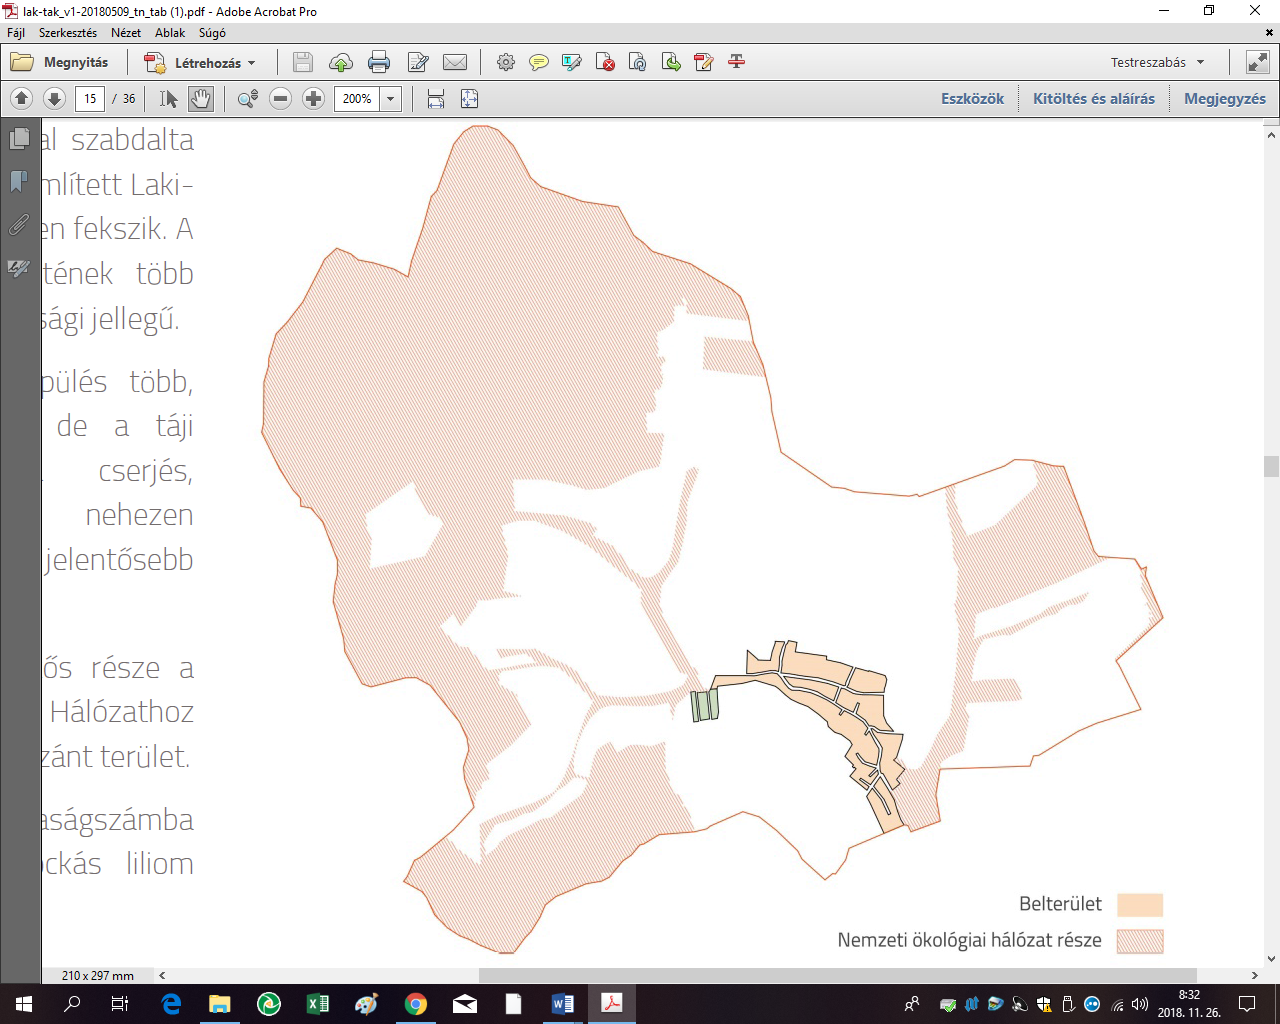 lak-tak_v1-20180509_tn_tab (1).pdf - Adobe Acrobat Pro
Fájl Szerkesztés Nézet Ablak Súgó
Megnyitás Létrehozás Testreszabás
15 / 36 200% Eszközök Kitöltés és aláírás Megjegyzés
al szabdalta
mlített Laki-
en fekszik. A
tének több
sági jellegű.
pülés több,
de a táji
cserjés,
nehezen
jelentősebb
ős része a
Hálózathoz
zánt terület.
aságszámba
ockás liliom
Belterület
Nemzeti ökológiai hálózat része
210 x 297 mm
8:32
2018. 11. 26.